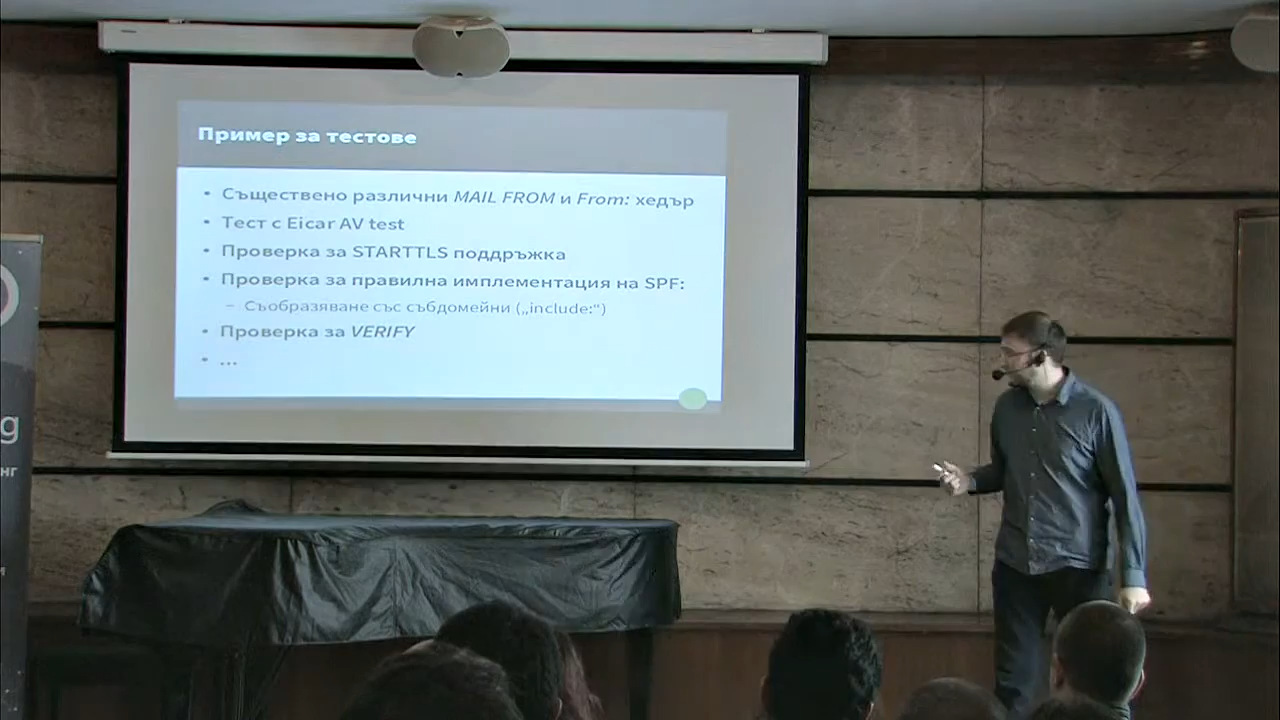 Пример за тестове
• Съществено различни MAIL FROM и From: хедър
• Тест с Eicar AV test
• Проверка за STARTTLS поддръжка
• Проверка за правилна имплементация на SPF:
– Съобразяване със събдомейни („include:“)
• Проверка за VERIFY
• ...
g
нг